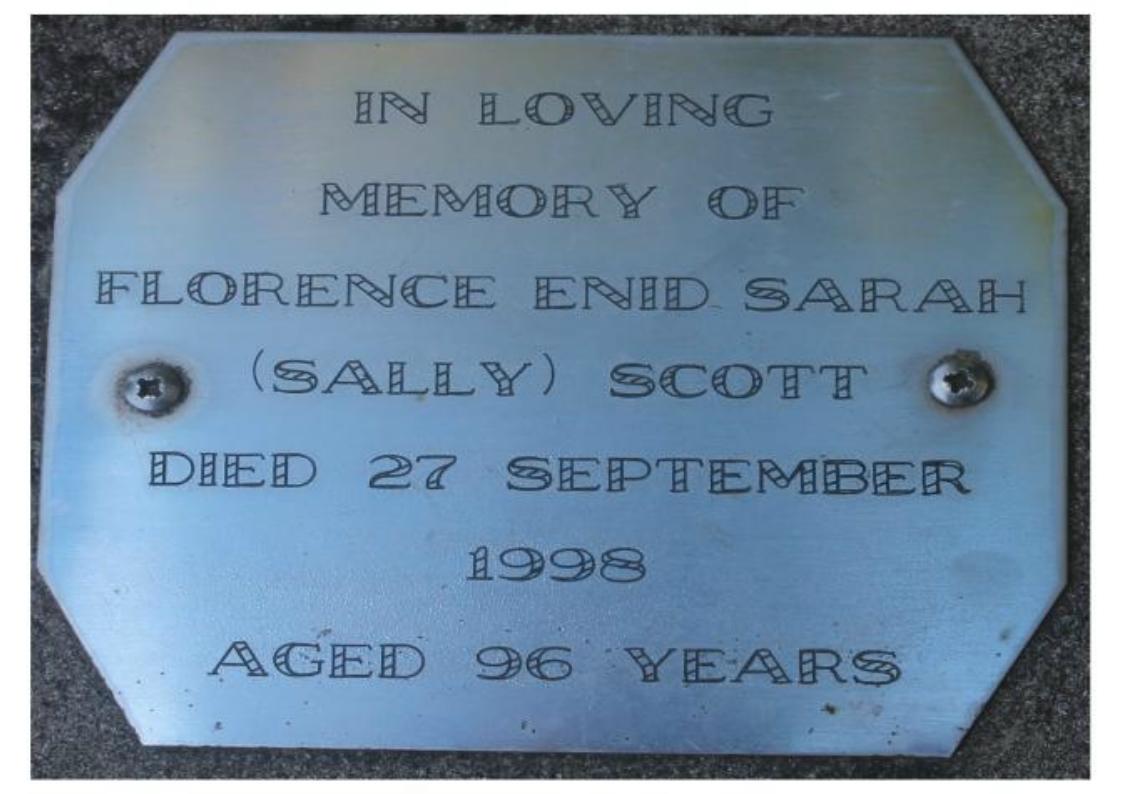 IN LOVING
MEMORY OF
FLORENCE ENID SARAH
(SALLY) SCOTT
DIED 27 SEPTEMBER
1998
AGED 96 YEARS